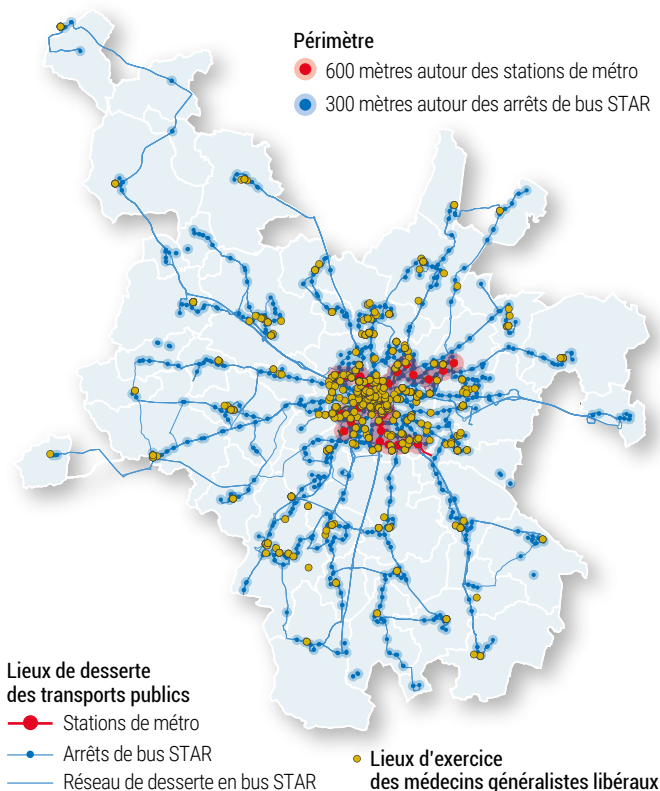 Périmètre
600 mètres autour des stations de métro
300 mètres autour des arrêts de bus STAR
Lieux de desserte
des transports publics
Stations de métro
Arrêts de bus STAR
Réseau de desserte en bus STAR
Lieux d'exercice
des médecins généralistes libéraux